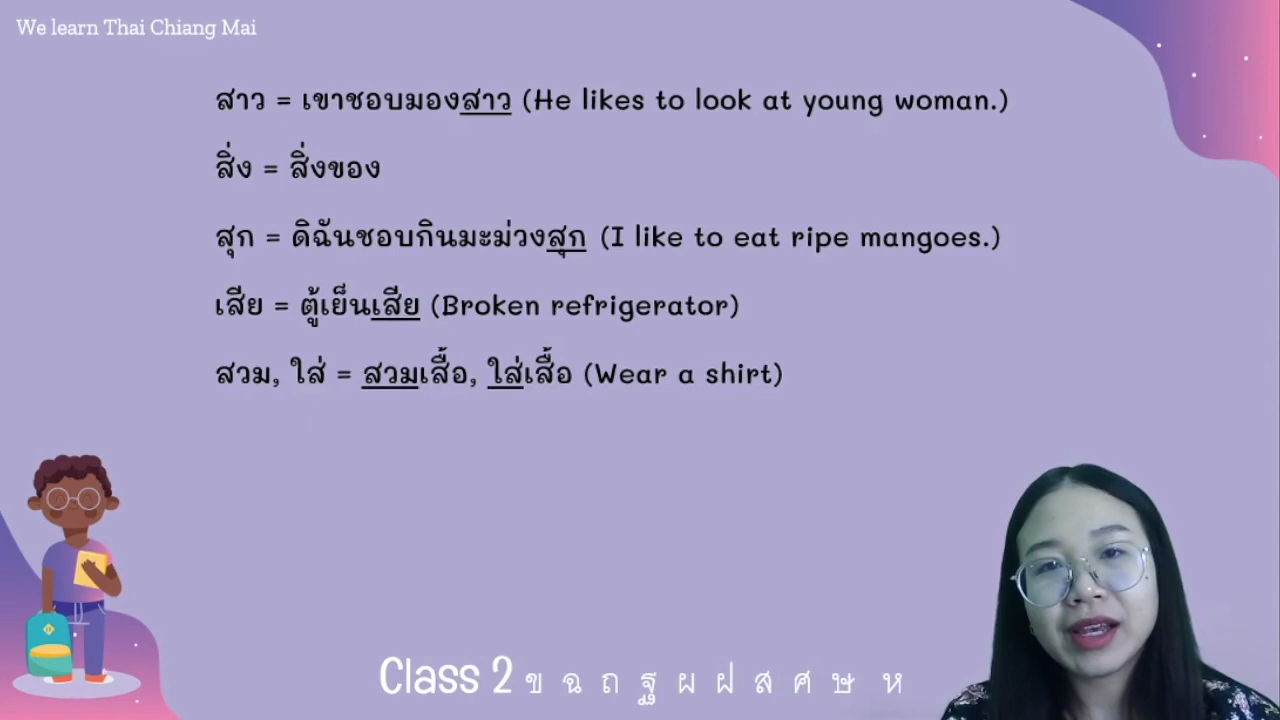 We learn Thai Chiang Mai
สาว = เขาชอบมองสาว (He likes to look at young woman.)
สิ่ง = สิ่งของ
สุก = ดิฉันชอบกินมะม่วงสุก (I like to eat ripe mangoes.)
เสีย = ตู้เย็นเสีย (Broken refrigerator)
สวม, ใส่ = สวมเสื้อ, ใส่เสื้อ (Wear a shirt)
Class 2 ข ฉ ถ ฐ ผ ฝ ส ศ ษ ห